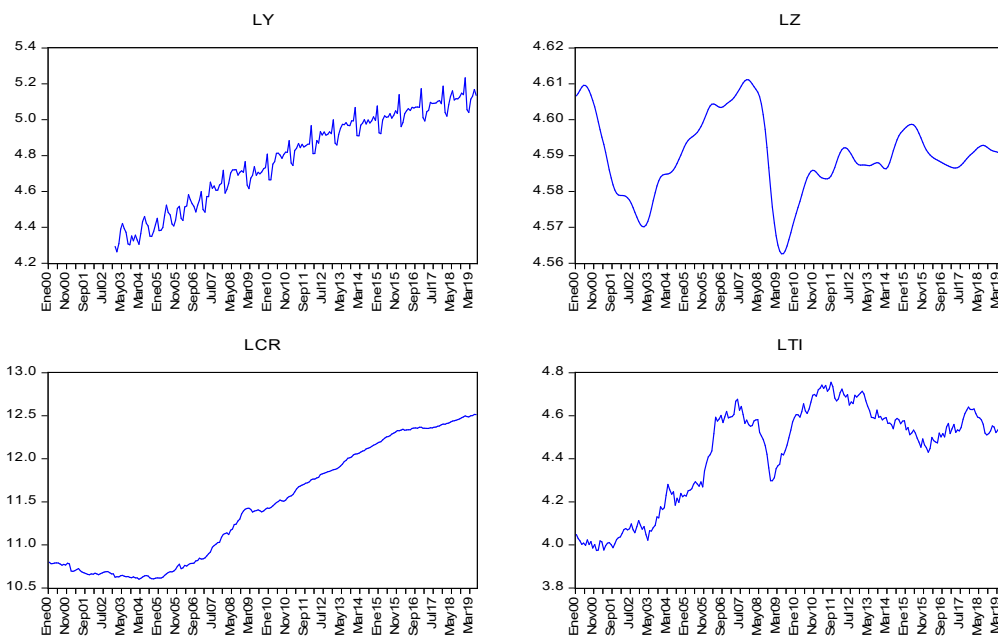 LY
5.4
5.2
5.0
4.8
4.6
4.4
4.2
Ene00
Nov00
Sep01
Jul02
May03
Mar04
Ene05
Nov05
Sep06
Jul07
May08
Mar09
Ene10
Nov10
Sep11
Jul12
May13
Mar14
Ene15
Nov15
Sep16
Jul17
May18
Mar19
LZ
4.62
4.61
4.60
4.59
4.58
4.57
4.56
Ene00
Nov00
Sep01
Jul02
May03
Mar04
Ene05
Nov05
Sep06
Jul07
May08
Mar09
Ene10
Nov10
Sep11
Jul12
May13
Mar14
Ene15
Nov15
Sep16
Jul17
May18
Mar19
LCR
13.0
12.5
12.0
11.5
11.0
10.5
Ene00
Nov00
Sep01
Jul02
May03
Mar04
Ene05
Nov05
Sep06
Jul07
May08
Mar09
Ene10
Nov10
Sep11
Jul12
May13
Mar14
Ene15
Nov15
Sep16
Jul17
May18
Mar19
LTI
4.8
4.6
4.4
4.2
4.0
3.8
Ene00
Nov00
Sep01
Jul02
May03
Mar04
Ene05
Nov05
Sep06
Jul07
May08
Mar09
Ene10
Nov10
Sep11
Jul12
May13
Mar14
Ene15
Nov15
Sep16
Jul17
May18
Mar19